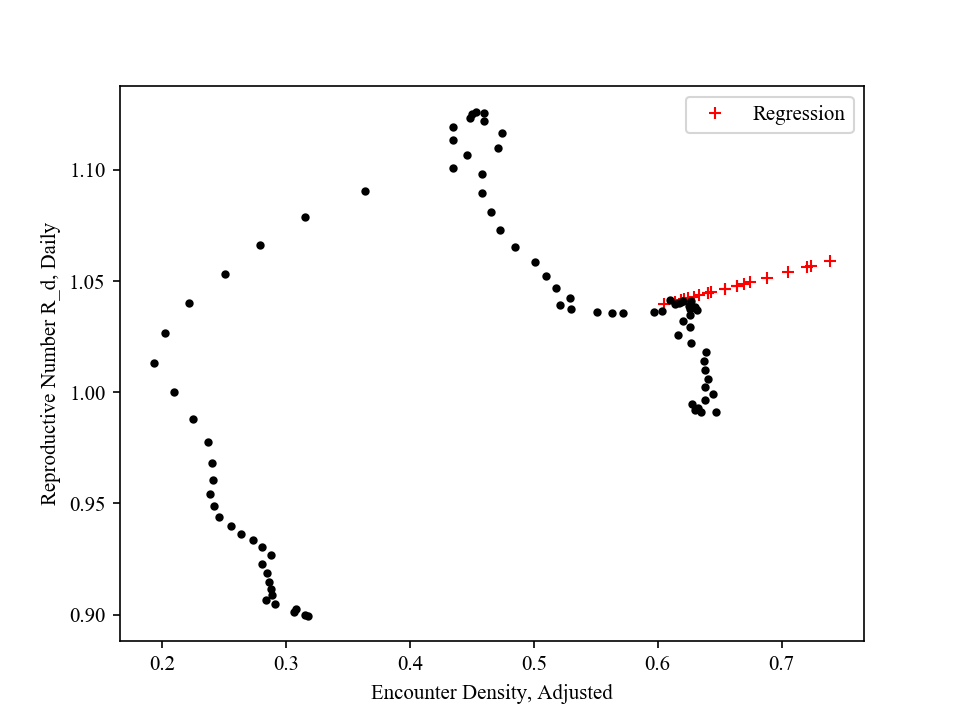 Regression
1.10
1.05
1.00
0.95
0.90
Reproductive Number R_d, Daily
0.2 0.3 0.4 0.5 0.6 0.7
Encounter Density, Adjusted